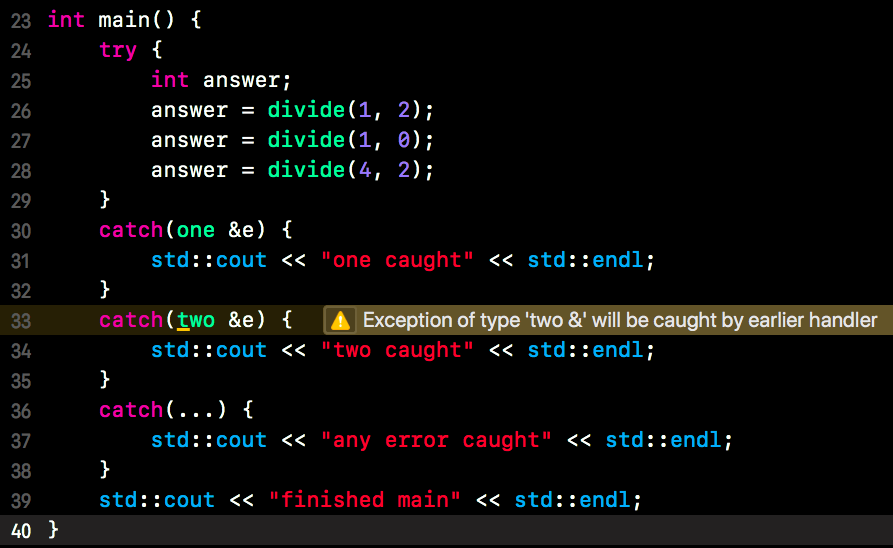 23 int main() {
24     try {
25         int answer;
26         answer = divide(1, 2);
27         answer = divide(1, 0);
28         answer = divide(4, 2);
29     }
30     catch(one &e) {
31         std::cout << "one caught" << std::endl;
32     }
33     catch(two &e) { Exception of type 'two &' will be caught by earlier handler
34         std::cout << "two caught" << std::endl;
35     }
36     catch(...) {
37         std::cout << "any error caught" << std::endl;
38     }
39     std::cout << "finished main" << std::endl;
40 }